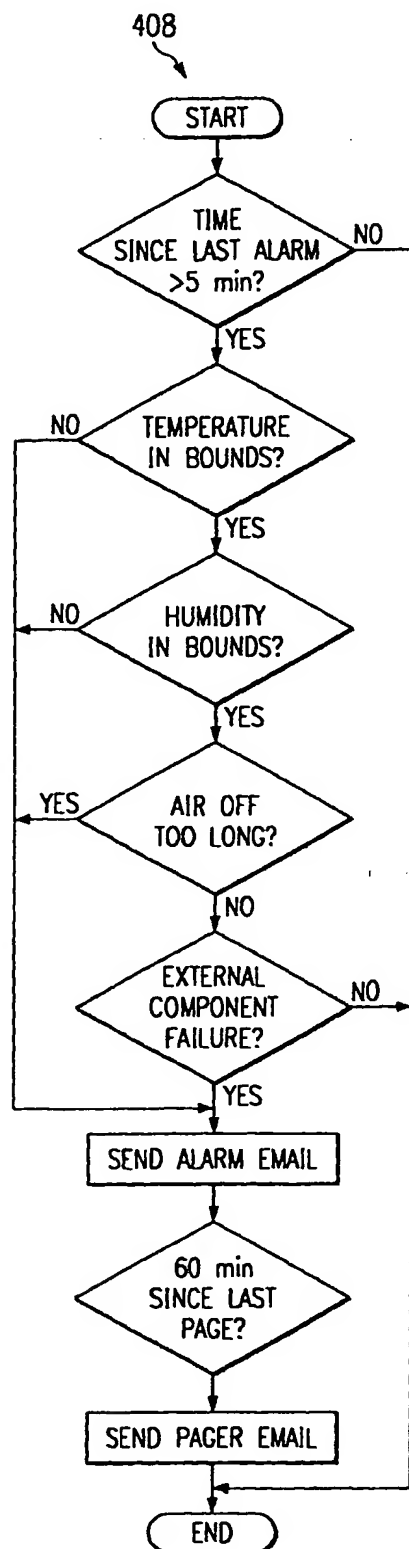 408
START
TIME
SINCE LAST ALARM
>5 min?
NO
YES
NO
TEMPERATURE
IN BOUNDS?
YES
NO
HUMIDITY
IN BOUNDS?
YES
YES
AIR OFF
TOO LONG?
NO
EXTERNAL
COMPONENT
FAILURE?
NO
YES
SEND ALARM EMAIL
60 min
SINCE LAST
PAGE?
SEND PAGER EMAIL
END